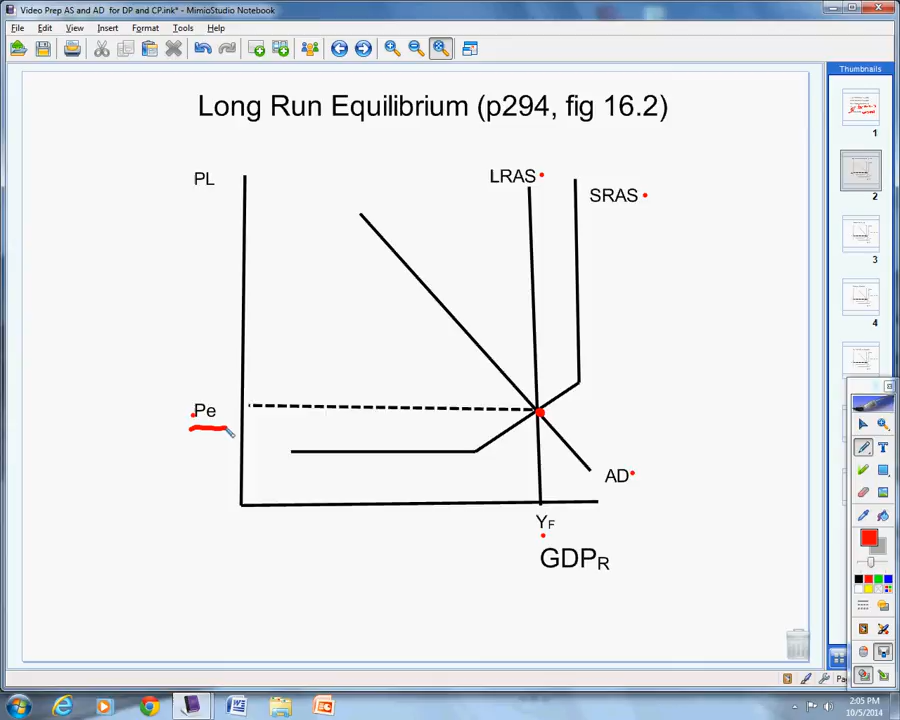 Video Prep AS and AD for DP and CP.ink* - MimioStudio Notebook
File Edit View Insert Format Tools Help
Thumbnails
Long Run Equilibrium (p294, fig 16.2)
PL
LRAS
SRAS
Pe
AD
YF
GDPR
1
2
3
4
T
Pa
2:05 PM
10/5/2014